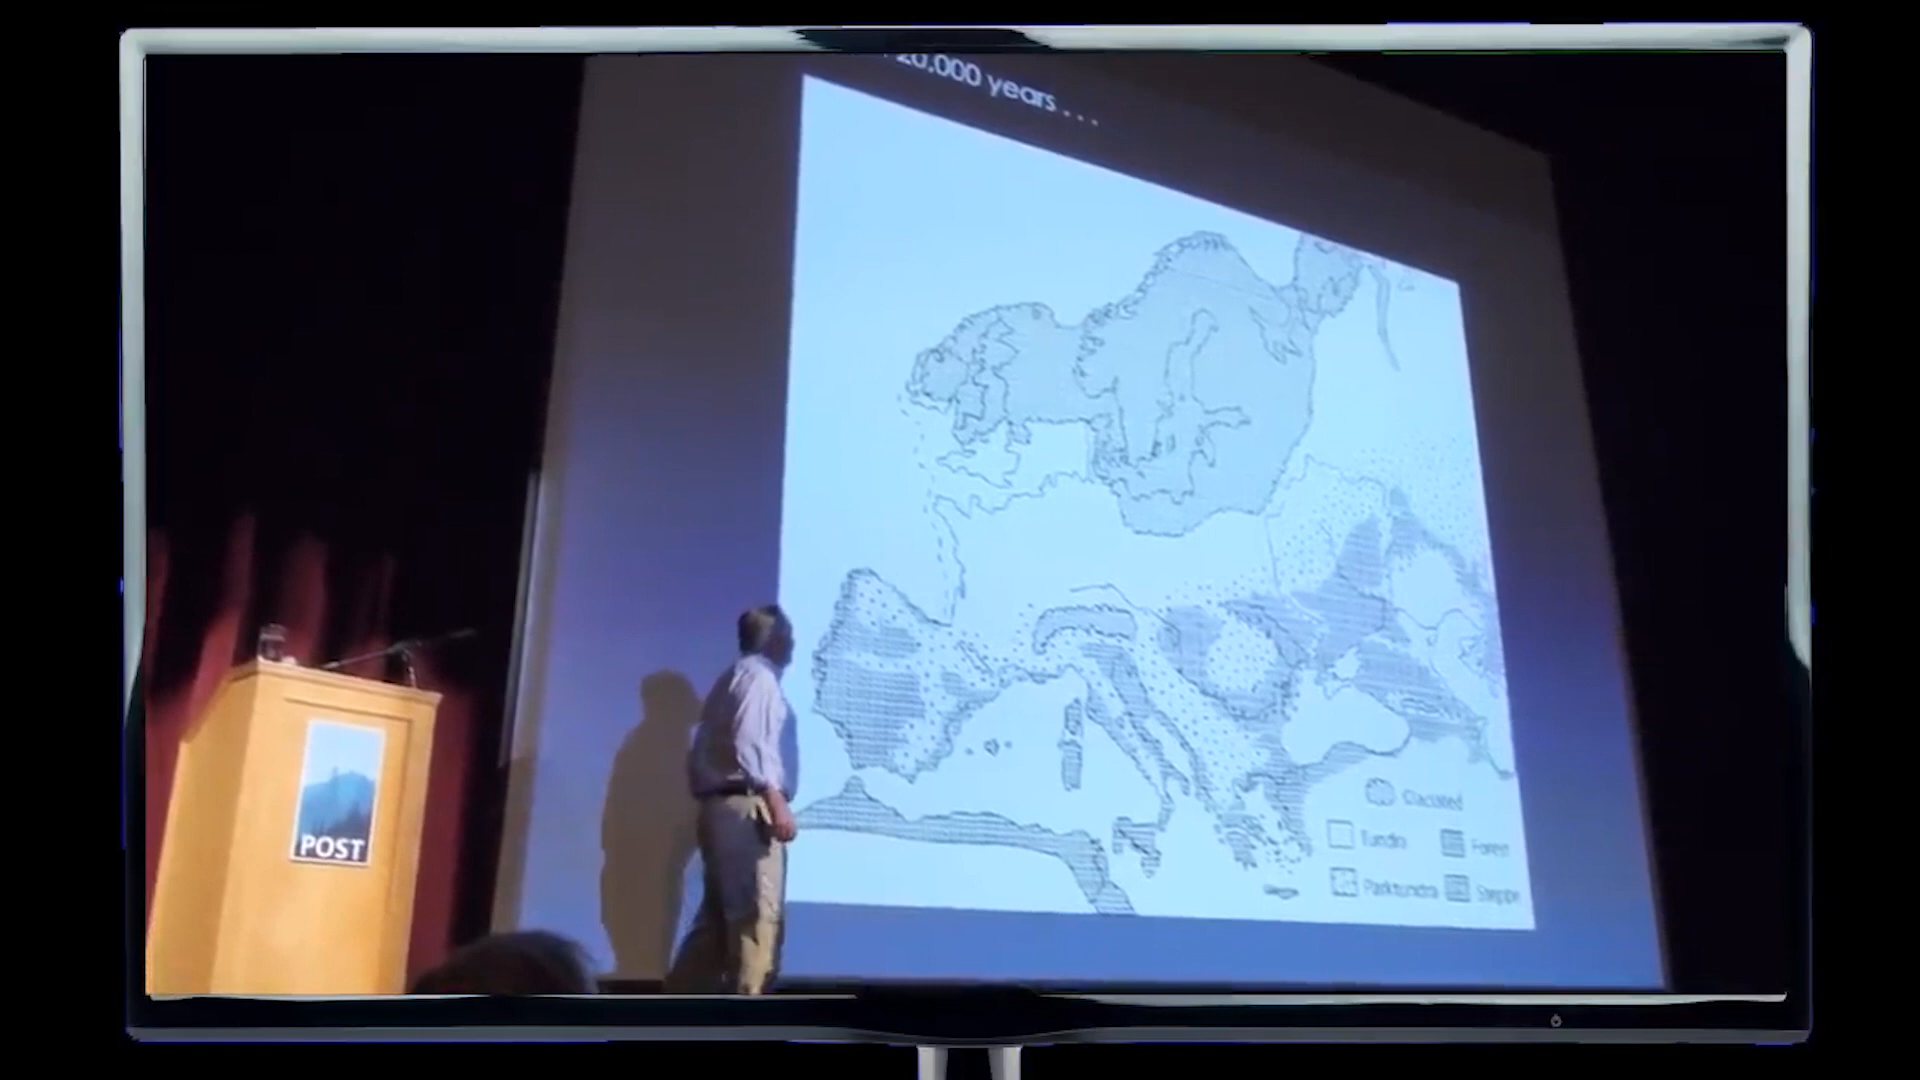 20,000 years . . .
POST
Glaciated
Tundra
Forest
Parktundra
Steppe